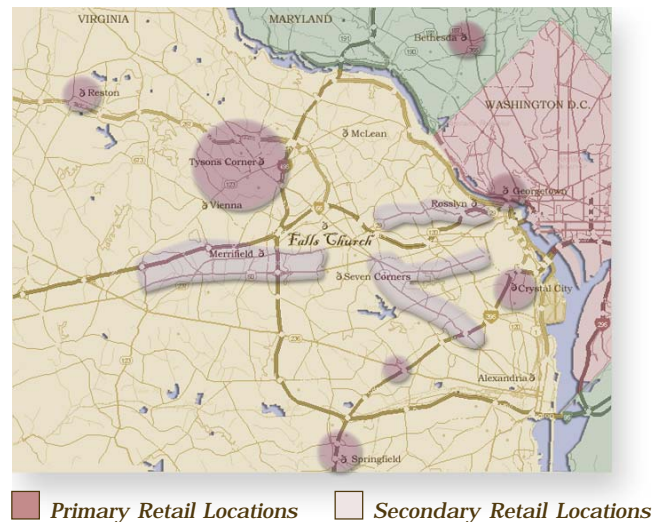 VIRGINIA
MARYLAND
Bethesda
Reston
WASHINGTON D.C.
McLean
Tysons Corner
Georgetown
Vienna
Rosslyn
Falls Church
Merrifield
Seven Corners
Crystal City
Alexandria
Springfield
Primary Retail Locations
Secondary Retail Locations